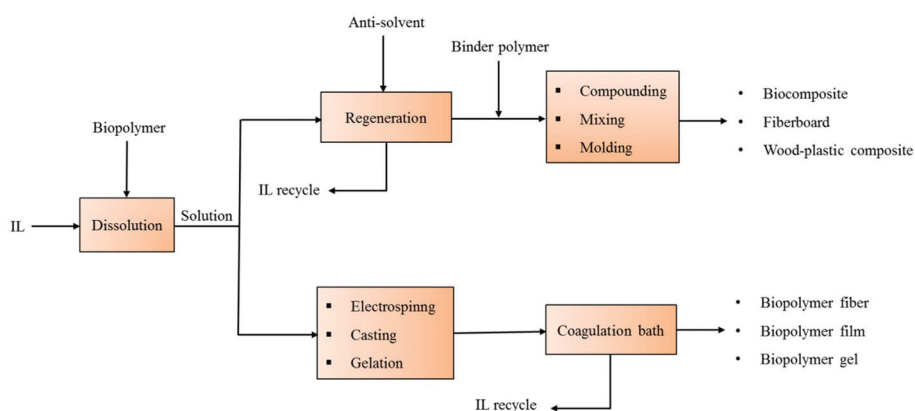 Anti-solvent
Binder polymer
▪ Compounding
▪ Mixing
▪ Molding
• Biocomposite
• Fiberboard
• Wood-plastic composite
Regeneration
Biopolymer
IL recycle
IL
Dissolution
Solution
▪ Electrospinng
▪ Casting
▪ Gelation
Coagulation bath
• Biopolymer fiber
• Biopolymer film
• Biopolymer gel
IL recycle